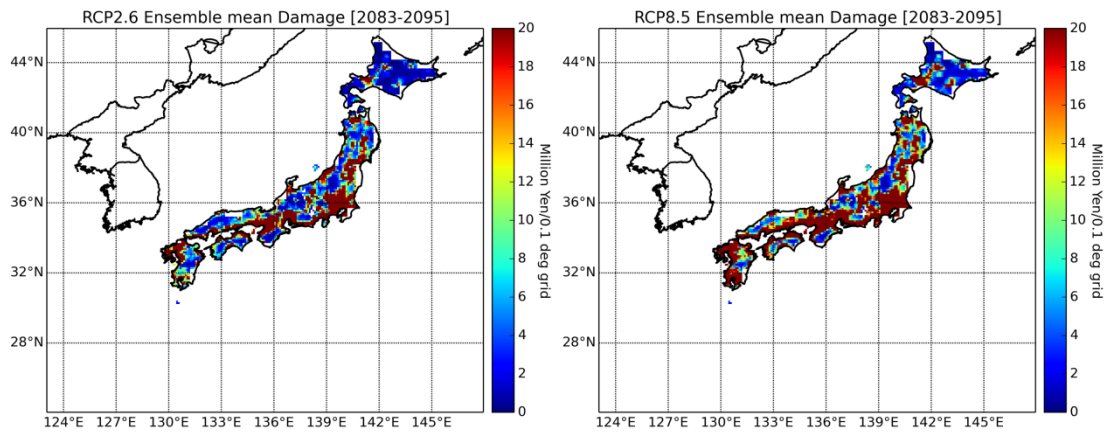 RCP2.6 Ensemble mean Damage [2083-2095]
44°N
40°N
36°N
32°N
28°N
124°E 127°E 130°E 133°E 136°E 139°E 142°E 145°E
20
18
16
14
12
10
8
6
4
2
0
Million Yen/0.1 deg grid
RCP8.5 Ensemble mean Damage [2083-2095]
44°N
40°N
36°N
32°N
28°N
124°E 127°E 130°E 133°E 136°E 139°E 142°E 145°E
20
18
16
14
12
10
8
6
4
2
0
Million Yen/0.1 deg grid